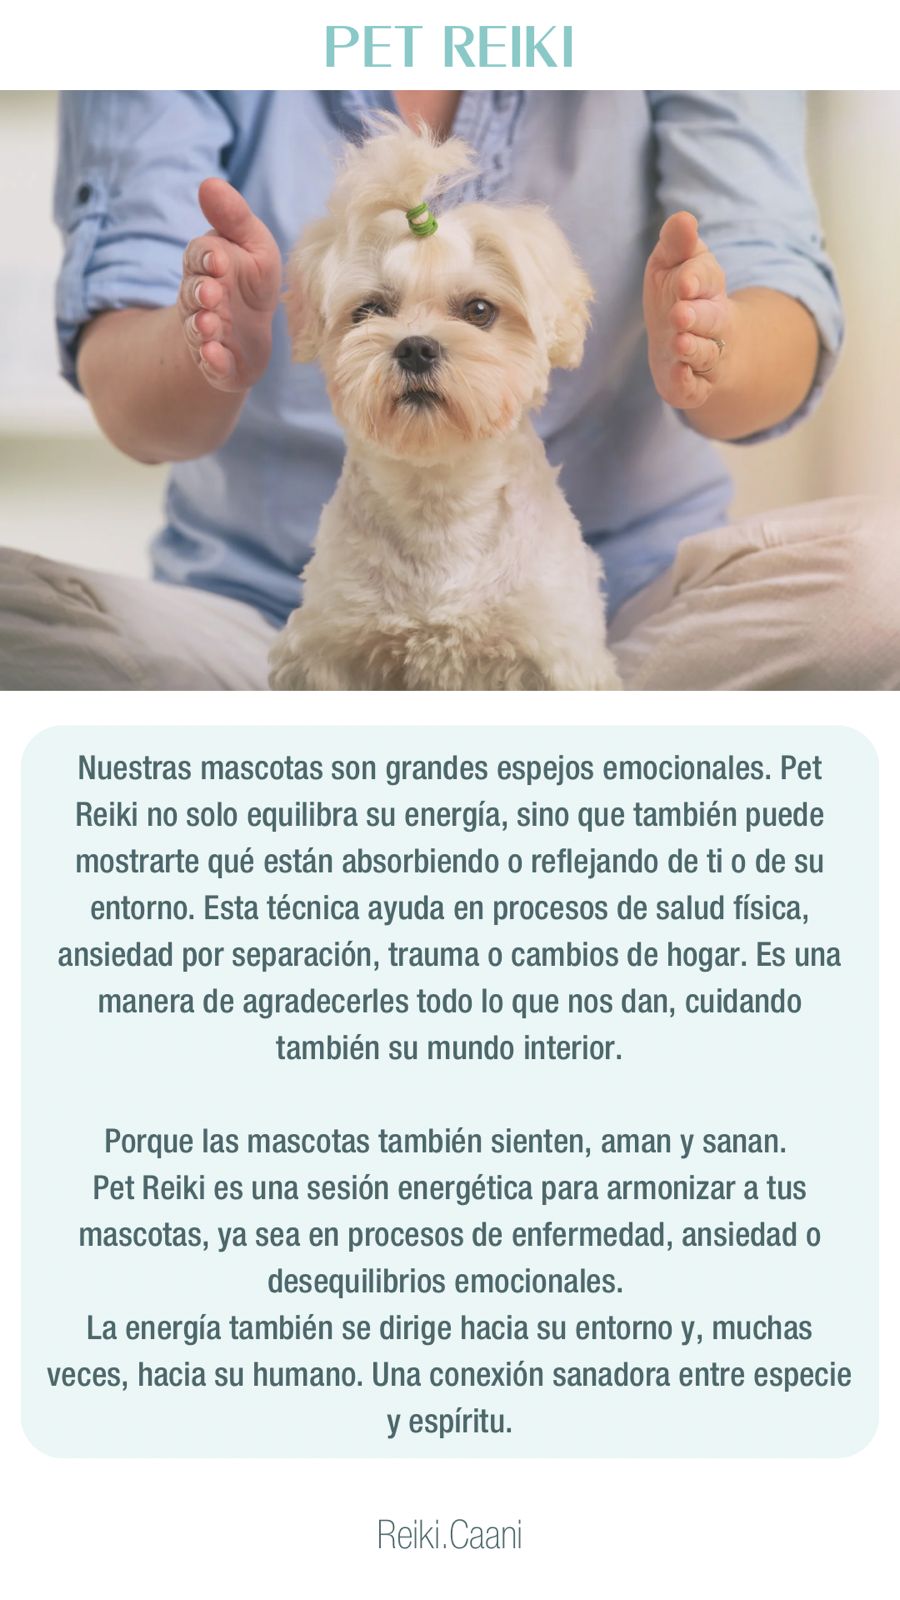 PET REIKI
Nuestras mascotas son grandes espejos emocionales. Pet
Reiki no solo equilibra su energía, sino que también puede
mostrarte qué están absorbiendo o reflejando de ti o de su
entorno. Esta técnica ayuda en procesos de salud física,
ansiedad por separación, trauma o cambios de hogar. Es una
manera de agradecerles todo lo que nos dan, cuidando
también su mundo interior.
Porque las mascotas también sienten, aman y sanan.
Pet Reiki es una sesión energética para armonizar a tus
mascotas, ya sea en procesos de enfermedad, ansiedad o
desequilibrios emocionales.
La energía también se dirige hacia su entorno y, muchas
veces, hacia su humano. Una conexión sanadora entre especie
y espíritu.
Reiki.Caani